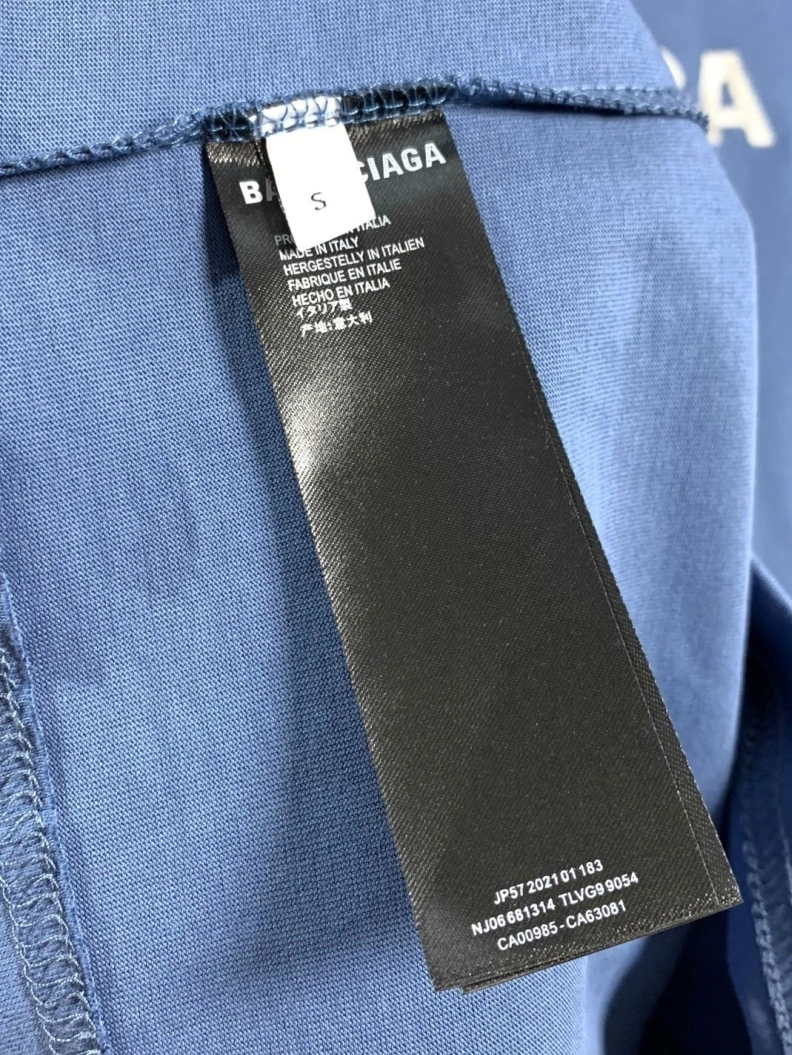 S
MADE IN ITALY
HERGESTELLY IN ITALIEN
FABRIQUE EN ITALIE
HECHO EN ITALIA
イタリア製
产地:意大利
JP57 202101 183
NJ06 681314 TLVG9 9054
CA00985-CA63081